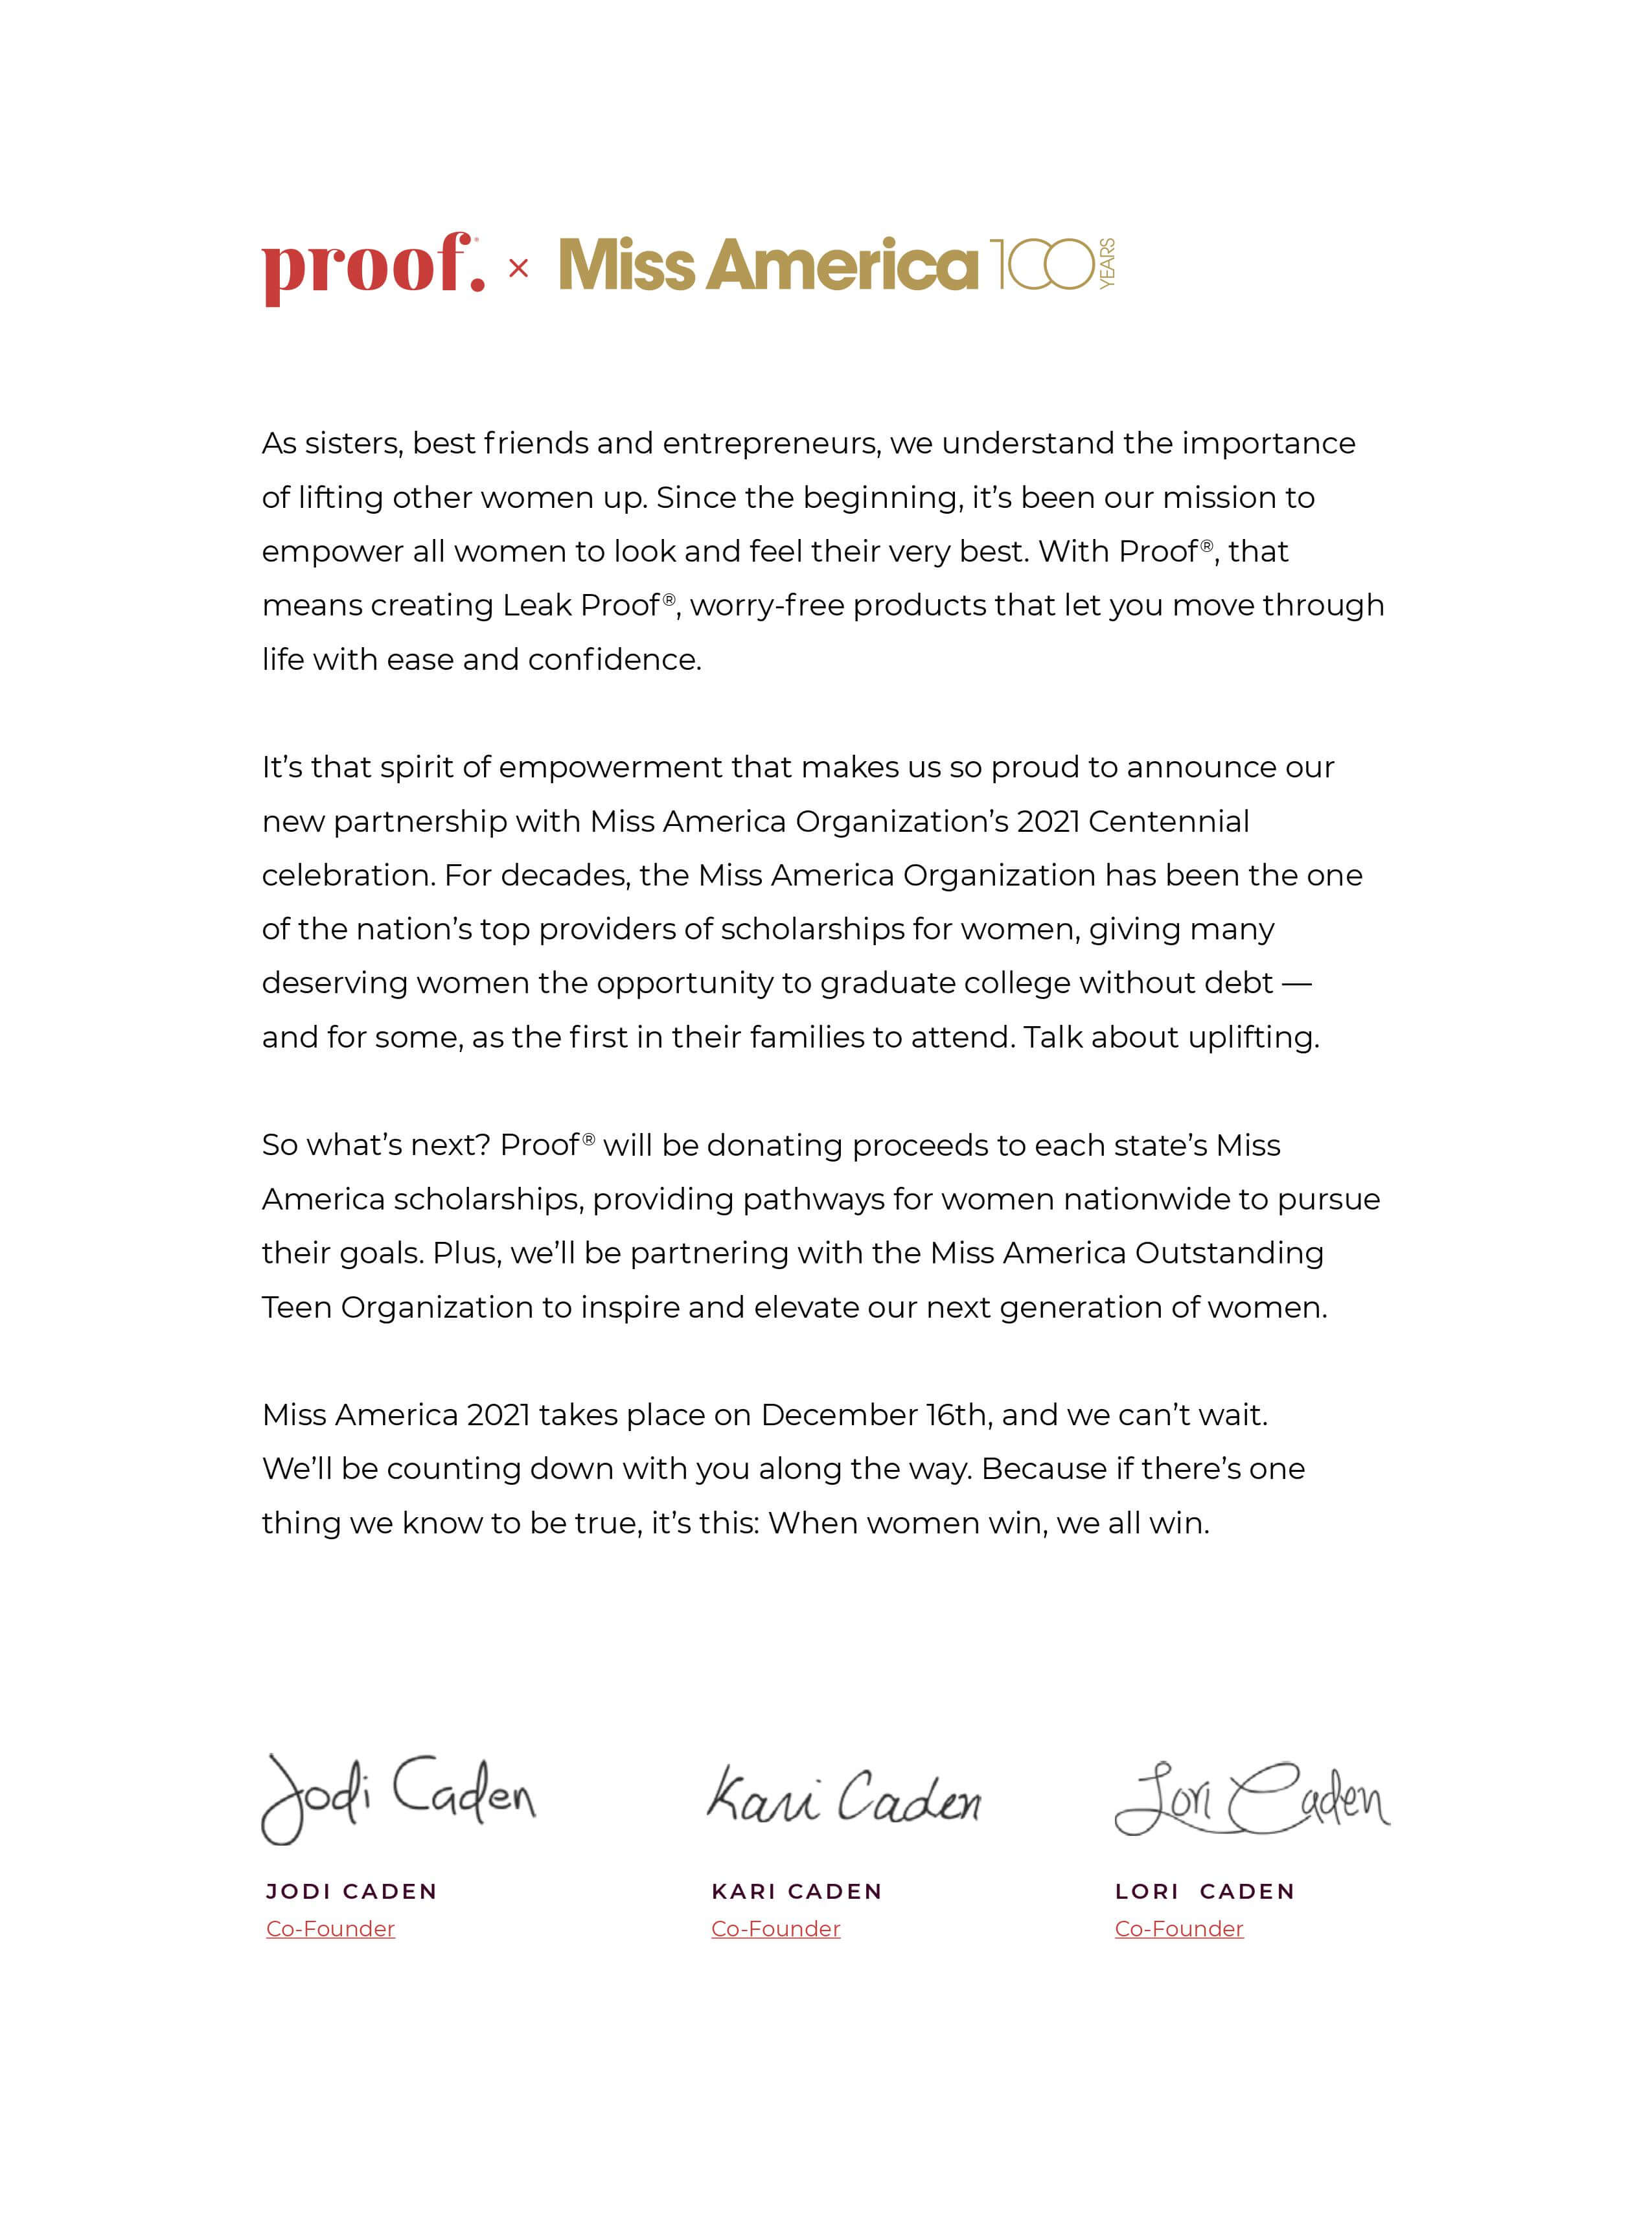 proof.® × Miss America 100 YEARS
As sisters, best friends and entrepreneurs, we understand the importance
of lifting other women up. Since the beginning, it’s been our mission to
empower all women to look and feel their very best. With Proof®, that
means creating Leak Proof®, worry-free products that let you move through
life with ease and confidence.
It’s that spirit of empowerment that makes us so proud to announce our
new partnership with Miss America Organization’s 2021 Centennial
celebration. For decades, the Miss America Organization has been the one
of the nation’s top providers of scholarships for women, giving many
deserving women the opportunity to graduate college without debt —
and for some, as the first in their families to attend. Talk about uplifting.
So what’s next? Proof® will be donating proceeds to each state’s Miss
America scholarships, providing pathways for women nationwide to pursue
their goals. Plus, we’ll be partnering with the Miss America Outstanding
Teen Organization to inspire and elevate our next generation of women.
Miss America 2021 takes place on December 16th, and we can’t wait.
We’ll be counting down with you along the way. Because if there’s one
thing we know to be true, it’s this: When women win, we all win.
Jodi Caden Kari Caden Lori Caden
JODI CADEN KARI CADEN LORI CADEN
Co-Founder Co-Founder Co-Founder